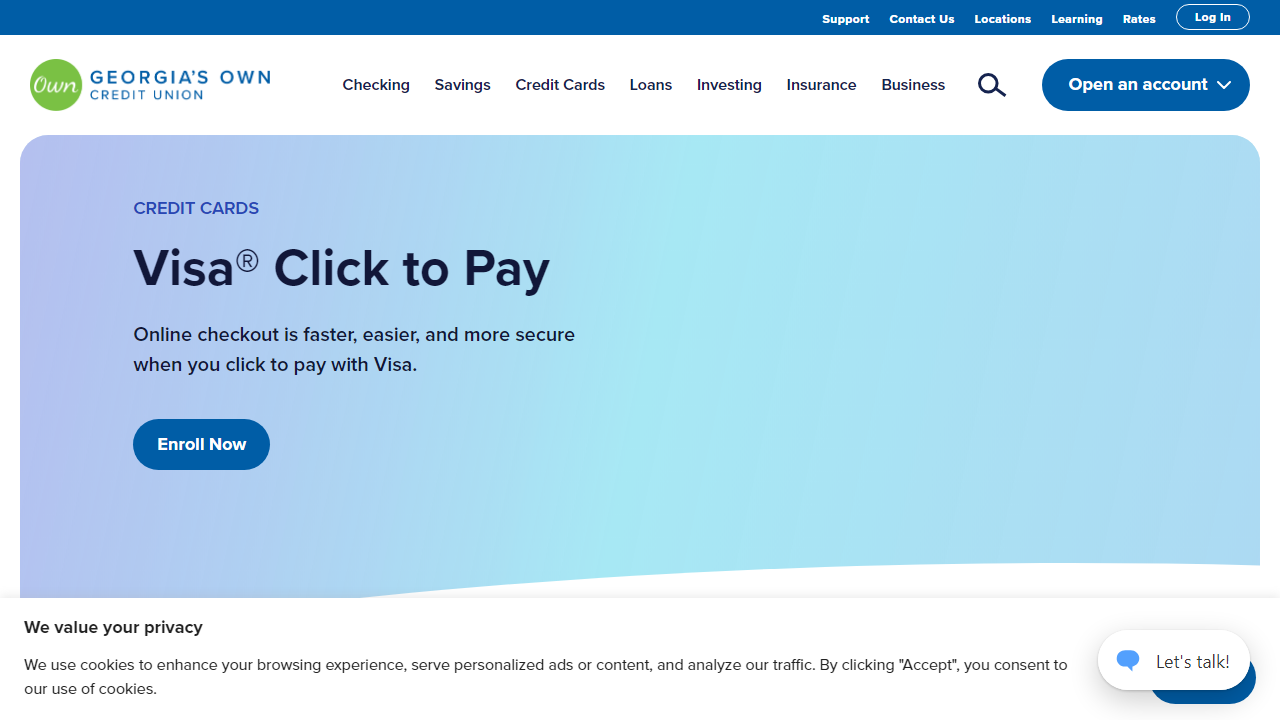 Support Contact Us Locations Learning Rates Log In
Own GEORGIA'S OWN
CREDIT UNION
Checking Savings Credit Cards Loans Investing Insurance Business Open an account
CREDIT CARDS
Visa® Click to Pay
Online checkout is faster, easier, and more secure
when you click to pay with Visa.
Enroll Now
We value your privacy
We use cookies to enhance your browsing experience, serve personalized ads or content, and analyze our traffic. By clicking "Accept", you consent to
our use of cookies.
Let's talk!